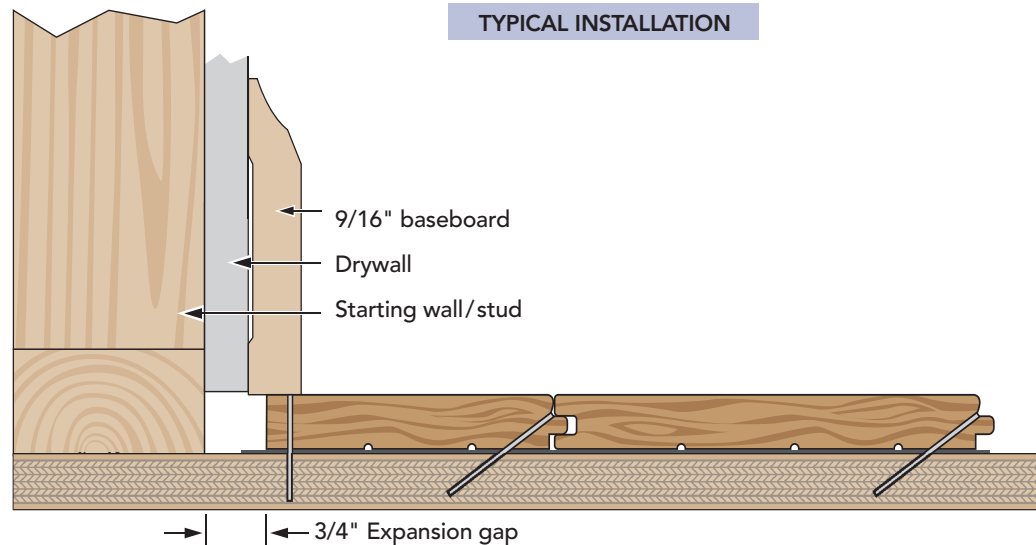 TYPICAL INSTALLATION
9/16" baseboard
Drywall
Starting wall/stud
3/4" Expansion gap